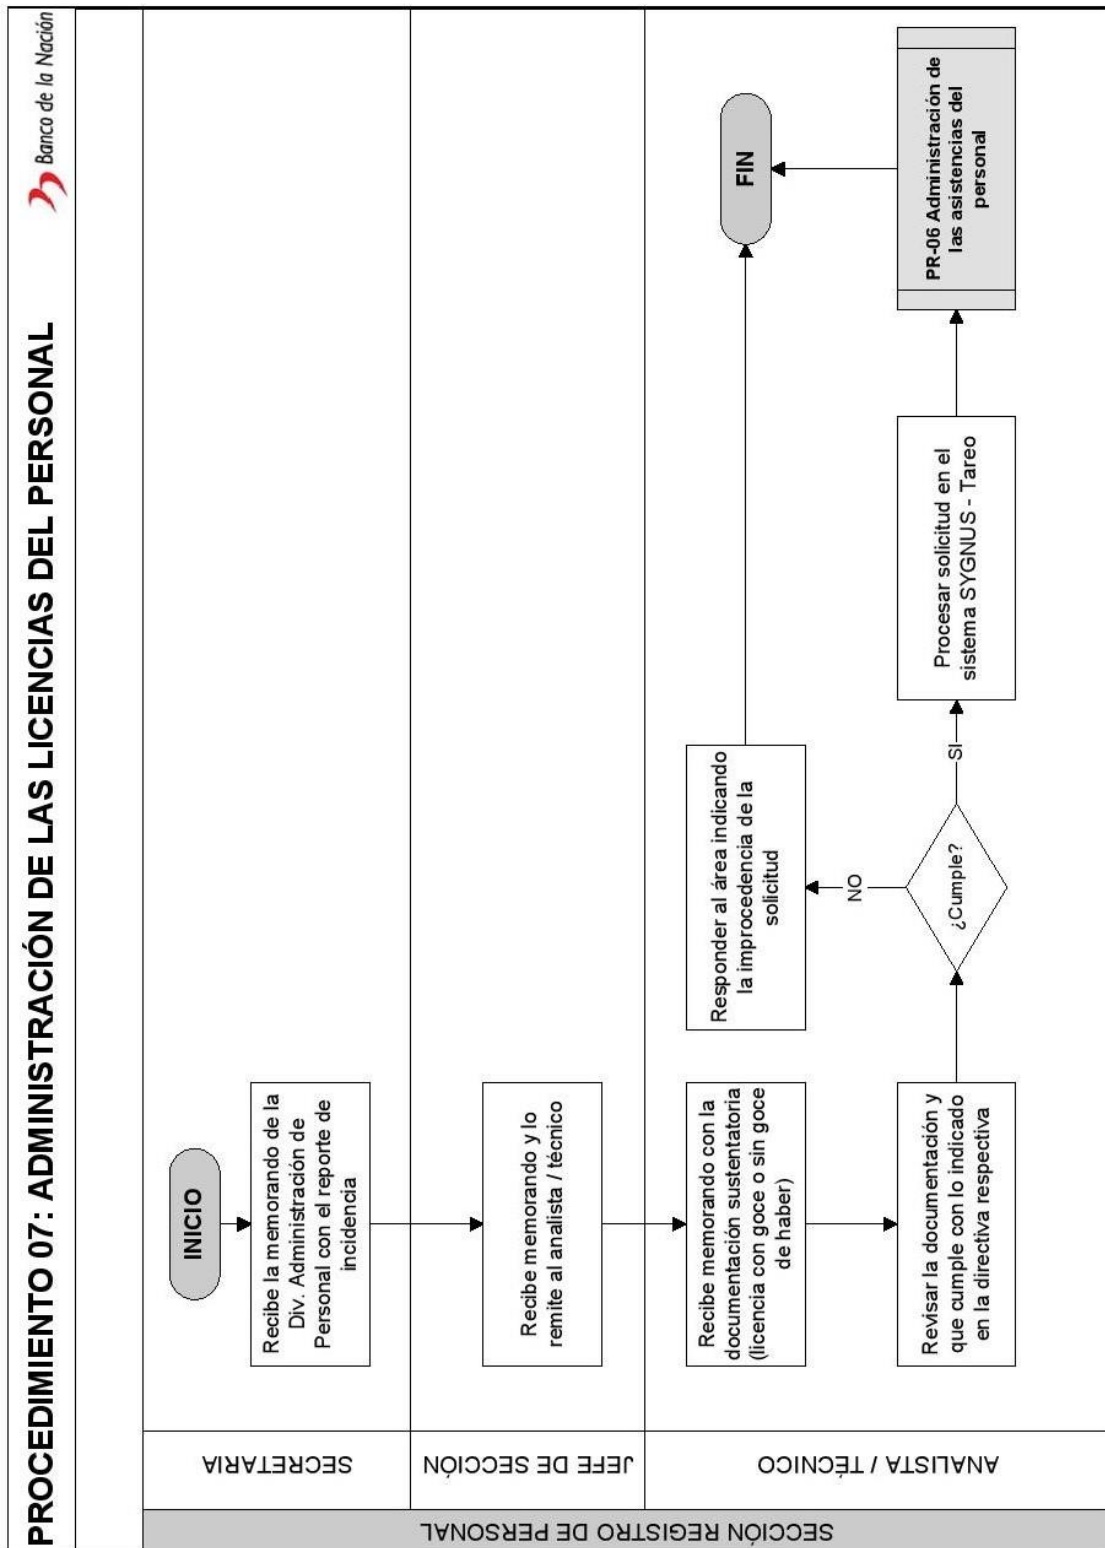 PROCEDIMIENTO 07: ADMINISTRACIÓN DE LAS LICENCIAS DEL PERSONAL
Banco de la Nación
SECCIÓN REGISTRO DE PERSONAL
SECRETARIA
INICIO
Recibe la memorando de la
Div. Administración de
Personal con el reporte de
incidencia
JEFE DE SECCIÓN
Recibe memorando y lo
remite al analista / técnico
ANALISTA / TÉCNICO
Recibe memorando con la
documentación sustentatoria
(licencia con goce o sin goce
de haber)
Revisar la documentación y
que cumple con lo indicado
en la directiva respectiva
¿Cumple?
NO
Responder al área indicando
la improcedencia de la
solicitud
SI
Procesar solicitud en el
sistema SYGNUS - Tareo
PR-06 Administración de
las asistencias del
personal
FIN